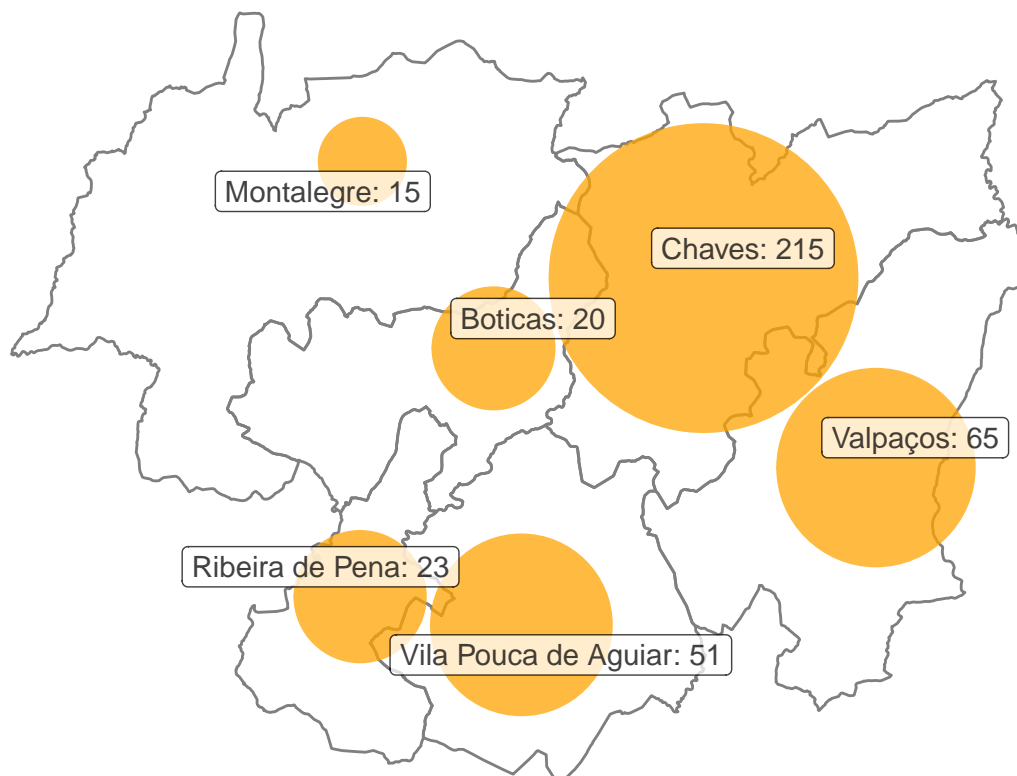 Montalegre: 15
Chaves: 215
Boticas: 20
Valpaços: 65
Ribeira de Pena: 23
Vila Pouca de Aguiar: 51